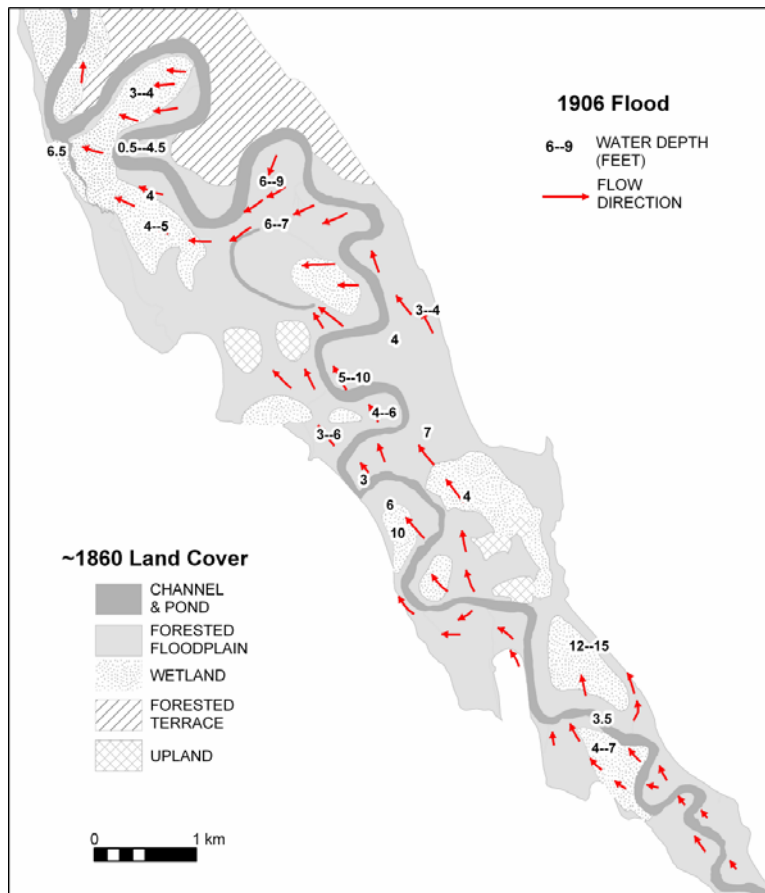 3--4
1906 Flood
6--9 WATER DEPTH
(FEET)
6.5
0.5--4.5
6--9
FLOW
DIRECTION
4
6--7
4--5
3--4
4
5--10
4--6
3--6
7
3
4
6
10
~1860 Land Cover
CHANNEL
& POND
FORESTED
FLOODPLAIN
12--15
WETLAND
FORESTED
TERRACE
3.5
UPLAND
4--7
0 1 km